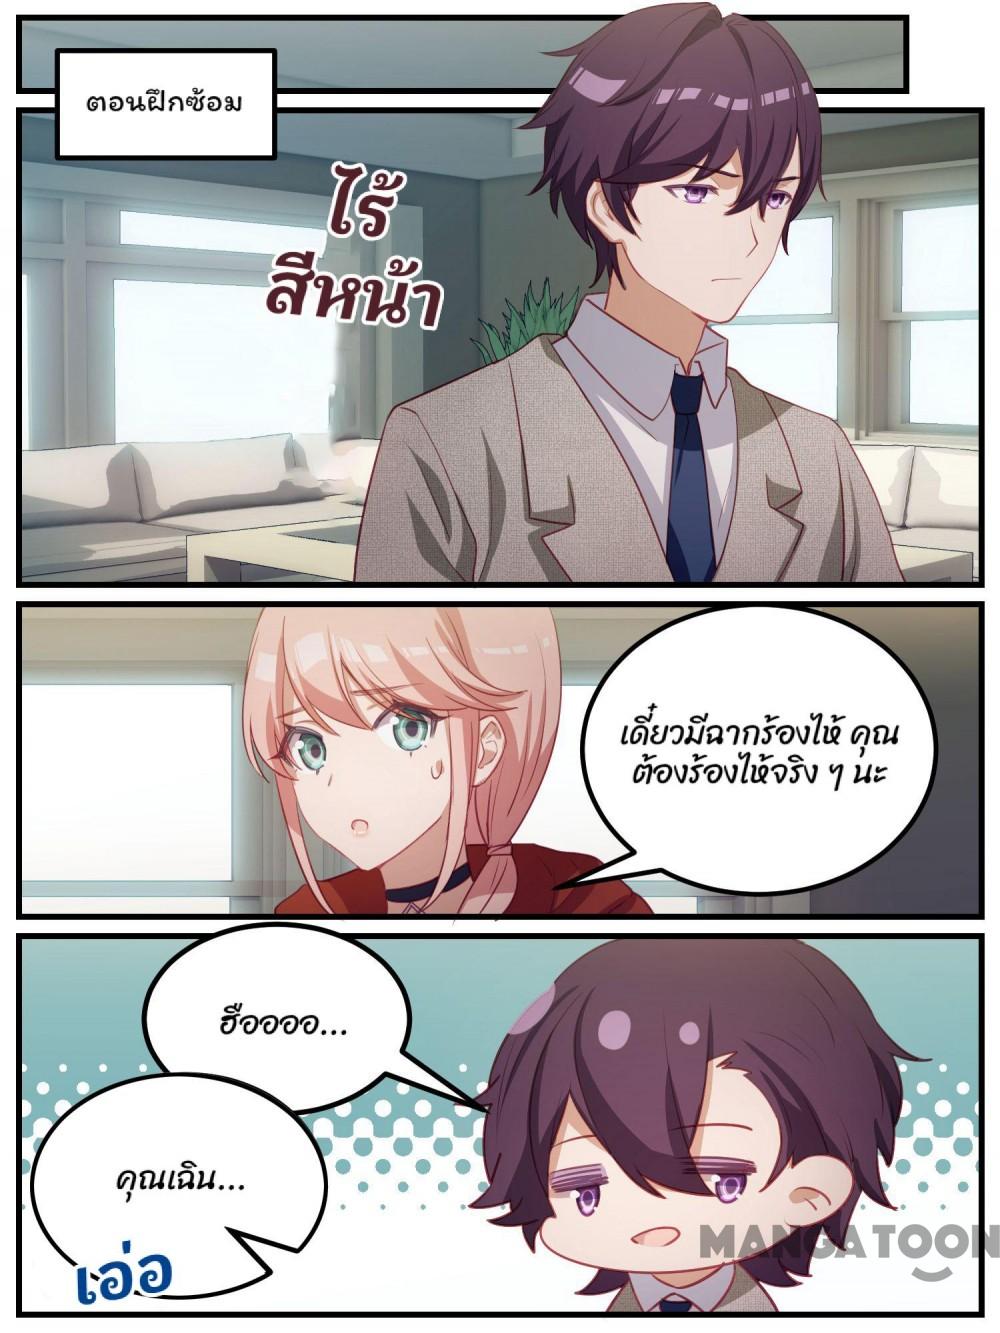 ตอนฝึกซ้อม
ไร้
สีหน้า
เดี๋ยวมีฉากร้องไห้ คุณ
ต้องร้องไห้จริง ๆ นะ
ฮืออออ...
คุณเฉิน...
เอ่อ
MANGATOON